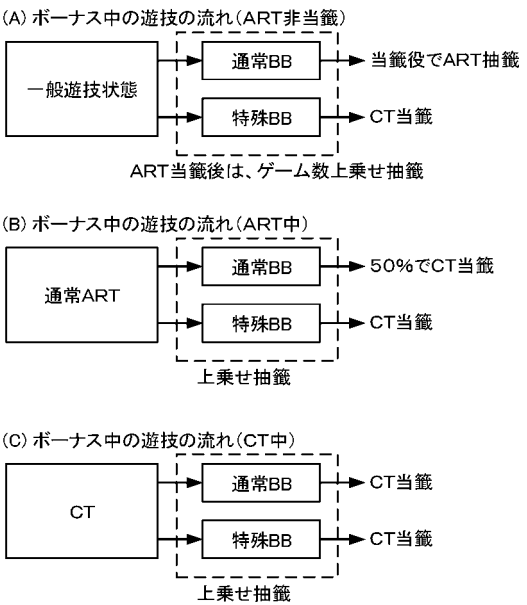 (A) ボーナス中の遊技の流れ(ART非当籤)
一般遊技状態
通常BB
当籤役でART抽籤
特殊BB
CT当籤
ART当籤後は、ゲーム数上乗せ抽籤
(B) ボーナス中の遊技の流れ(ART中)
通常ART
通常BB
50%でCT当籤
特殊BB
CT当籤
上乗せ抽籤
(C) ボーナス中の遊技の流れ(CT中)
CT
通常BB
CT当籤
特殊BB
CT当籤
上乗せ抽籤